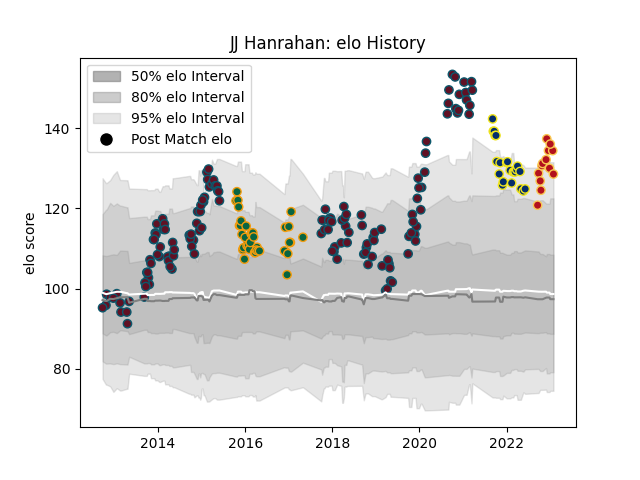 JJ Hanrahan: elo History
50% elo Interval
80% elo Interval
95% elo Interval
Post Match elo
elo score
140
120
100
80
2014 2016 2018 2020 2022